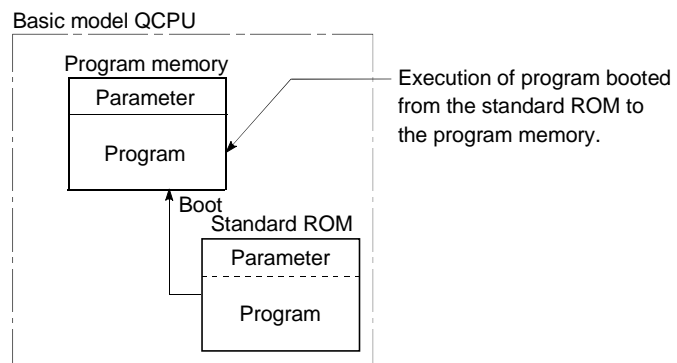 Basic model QCPU
Program memory
Parameter
Program
Execution of program booted
from the standard ROM to
the program memory.
Boot
Standard ROM
Parameter
Program